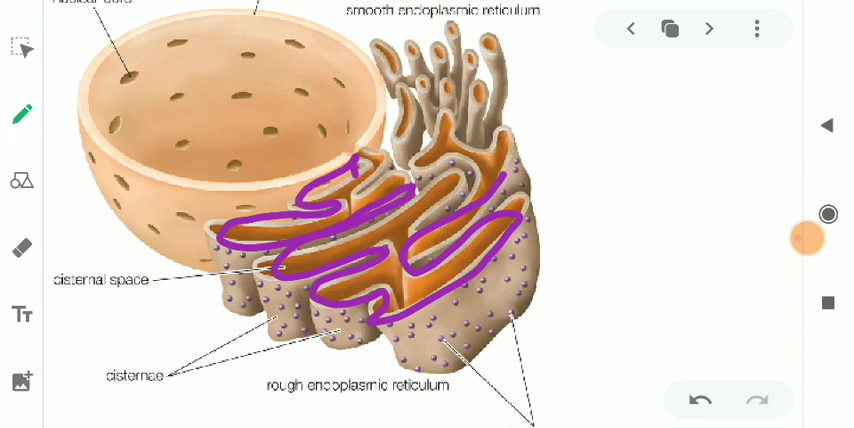 smooth endoplasmic reticulum
cisternal space
cisternae
rough endoplasmic reticulum